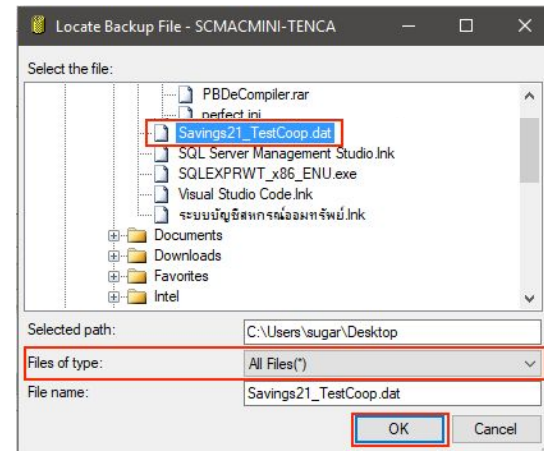 Locate Backup File - SCMACMINI-TENCA
Select the file:
PBDeCompiler.rar
perfect.ini
Savings21_TestCoop.dat
SQL Server Management Studio.lnk
SQLEXPRWT_x86_ENU.exe
Visual Studio Code.lnk
ระบบบัญชีสหกรณ์ออมทรัพย์.lnk
Documents
Downloads
Favorites
Intel
Selected path: C:\Users\sugar\Desktop
Files of type: All Files(*)
File name: Savings21_TestCoop.dat
OK Cancel